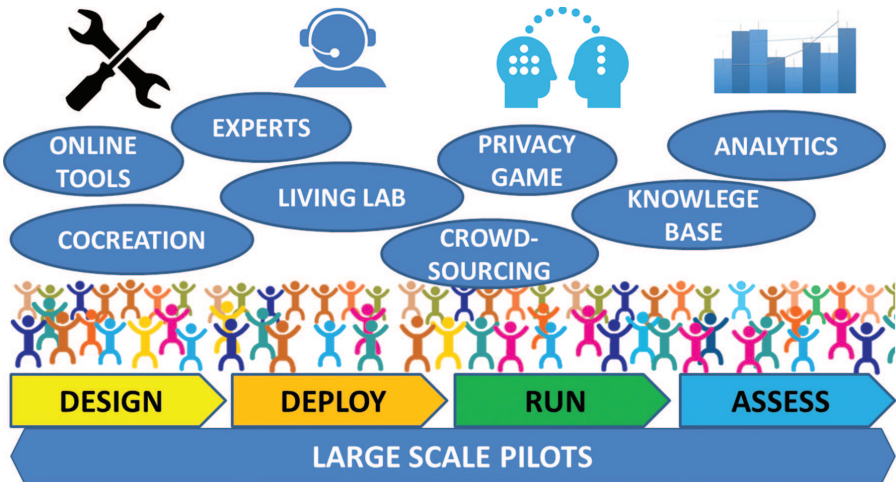 EXPERTS
ONLINE
TOOLS
PRIVACY
GAME
ANALYTICS
LIVING LAB
KNOWLEGE
BASE
COCREATION
CROWD-
SOURCING
DESIGN
DEPLOY
RUN
ASSESS
LARGE SCALE PILOTS